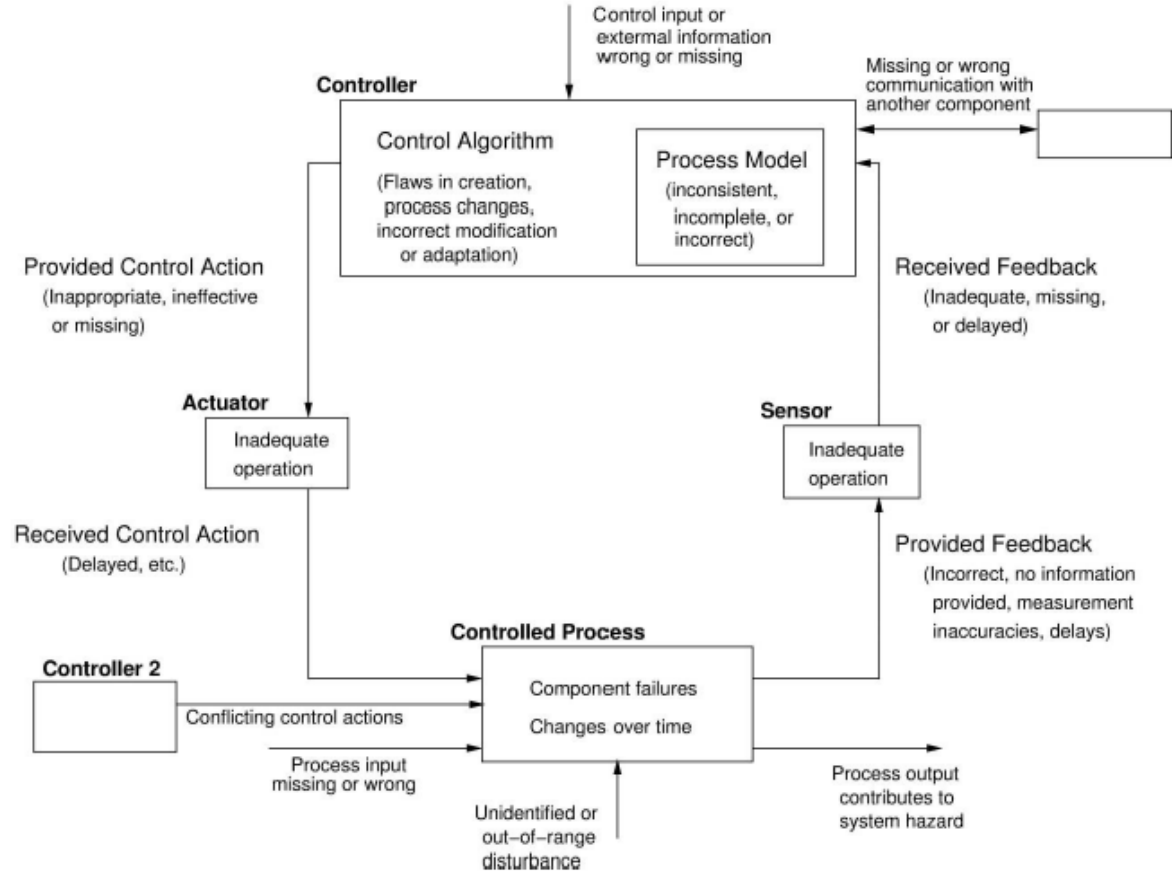 Control input or
external information
wrong or missing
Missing or wrong
communication with
another component
Controller
Control Algorithm
(Flaws in creation,
process changes,
incorrect modification
or adaptation)
Process Model
(inconsistent,
incomplete, or
incorrect)
Provided Control Action
(Inappropriate, ineffective
or missing)
Received Feedback
(Inadequate, missing,
or delayed)
Actuator
Inadequate
operation
Sensor
Inadequate
operation
Received Control Action
(Delayed, etc.)
Provided Feedback
(Incorrect, no information
provided, measurement
inaccuracies, delays)
Controlled Process
Component failures
Changes over time
Controller 2
Conflicting control actions
Process input
missing or wrong
Unidentified or
out−of−range
disturbance
Process output
contributes to
system hazard